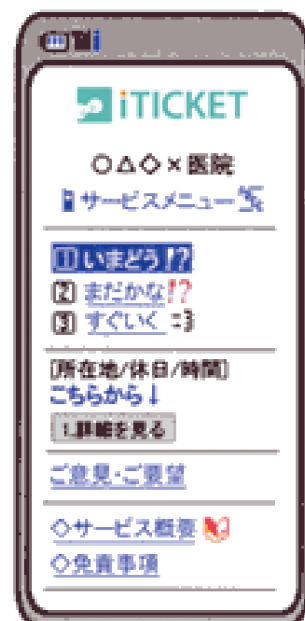 iTICKET
○△◇×医院
サービスメニュー
1 いまどう!?
2 まだかな!?
3 すぐいく
[所在地/休日/時間]
こちらから↓
1.詳細を見る
ご意見・ご要望
◇サービス概要
◇免責事項